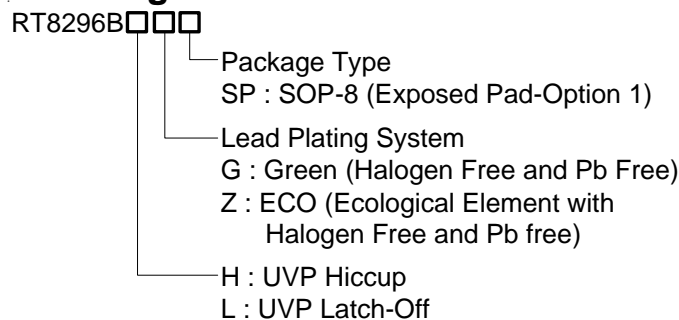 RT8296B□□□
Package Type
SP : SOP-8 (Exposed Pad-Option 1)
Lead Plating System
G : Green (Halogen Free and Pb Free)
Z : ECO (Ecological Element with
Halogen Free and Pb free)
H : UVP Hiccup
L : UVP Latch-Off